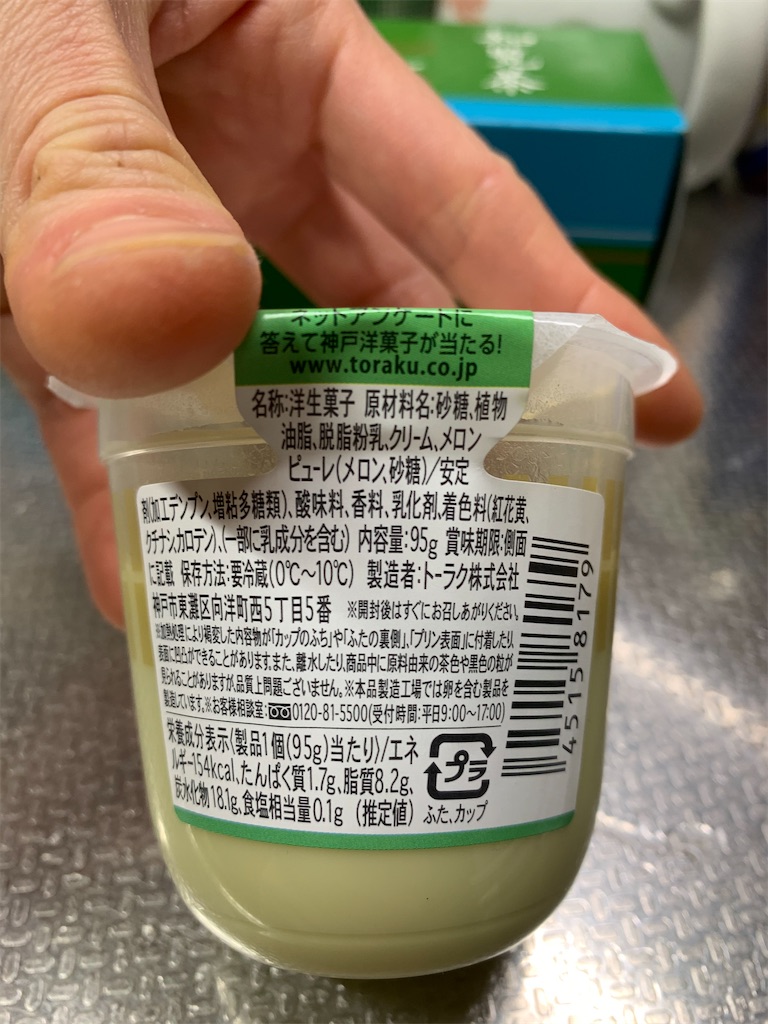 ネットアンケートに
答えて神戸洋菓子が当たる!
www.toraku.co.jp
名称:洋生菓子 原材料名:砂糖、植物
油脂、脱脂粉乳、クリーム、メロン
ピューレ(メロン、砂糖)/安定
剤(加工デンプン、増粘多糖類)、酸味料、香料、乳化剤、着色料(紅花黄、
クチナシ、カロテン)、(一部に乳成分を含む) 内容量:95g 賞味期限:側面
に記載 保存方法:要冷蔵(0℃~10℃) 製造者:トーラク株式会社
神戸市東灘区向洋町西5丁目5番 ※開封後はすぐにお召しあがりください。
※加熱処理により褐変した内容物が「カップのふち」や「ふたの裏側」、「プリン表面」に付着したり、
表面に凹凸ができることがあります。また、離水したり、商品中に原料由来の茶色や黒色の粒が
見られることがありますが、品質上問題ございません。※本品製造工場では卵を含む製品を
製造しています。※お客様相談室:0120-81-5500(受付時間:平日9:00~17:00)
栄養成分表示(製品1個(95g)当たり)/エネ
ルギー154kcal、たんぱく質1.7g、脂質8.2g、
炭水化物18.1g、食塩相当量0.1g (推定値)
プラ
ふた、カップ
4515 8179